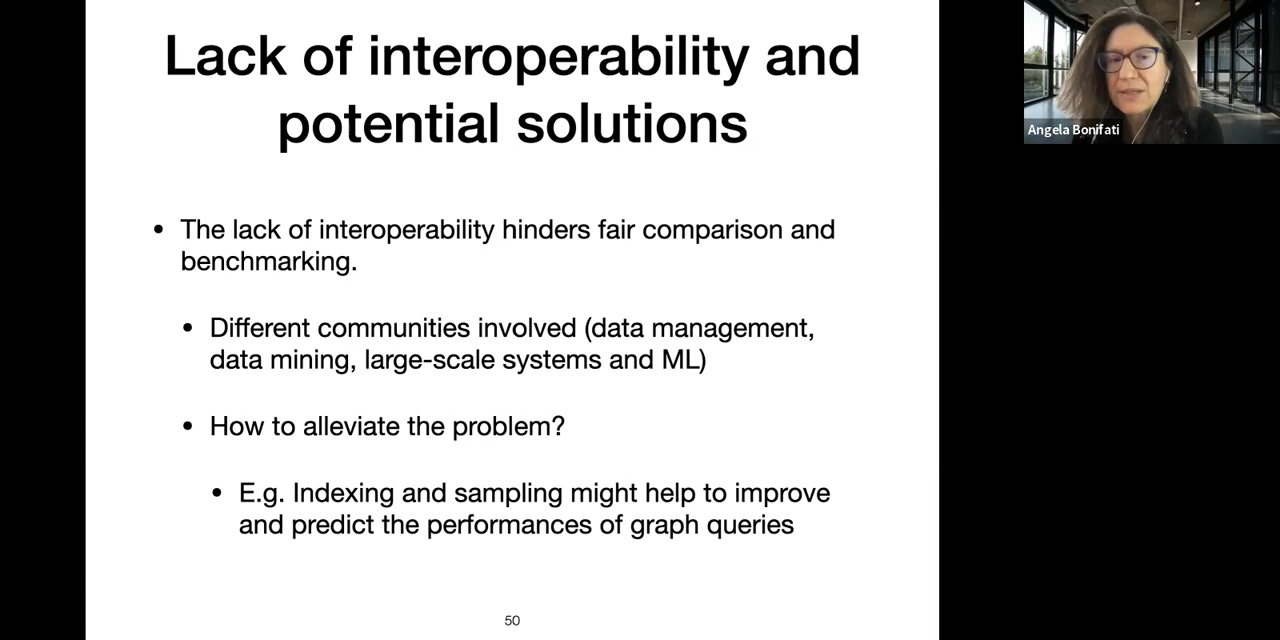 Lack of interoperability and
potential solutions
Angela Bonifati
• The lack of interoperability hinders fair comparison and
benchmarking.
• Different communities involved (data management,
data mining, large-scale systems and ML)
• How to alleviate the problem?
• E.g. Indexing and sampling might help to improve
and predict the performances of graph queries
50